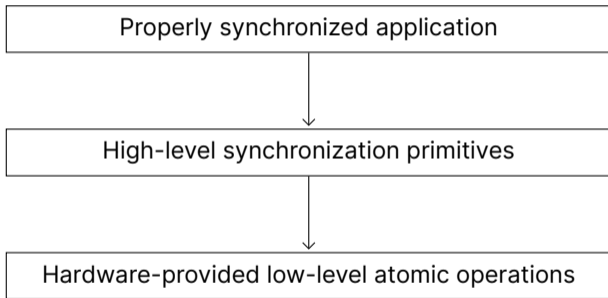 Properly synchronized application
High-level synchronization primitives
Hardware-provided low-level atomic operations